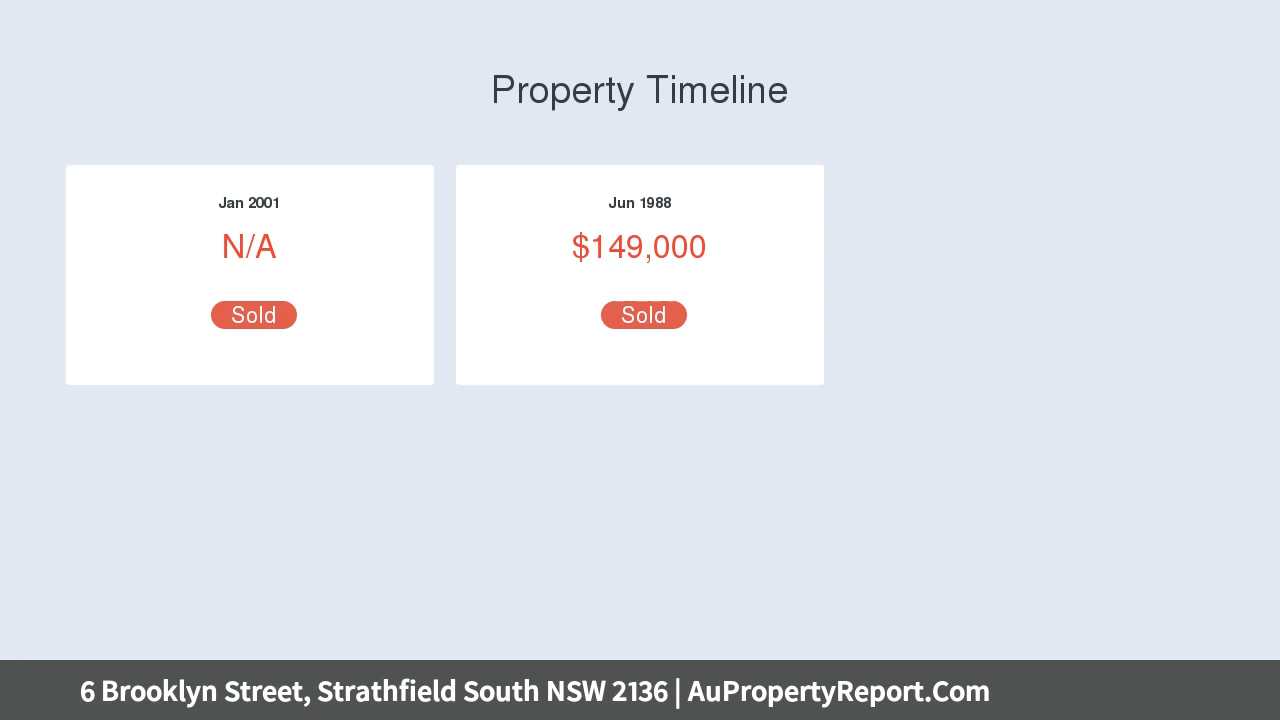 Property Timeline
Jan 2001
N/A
Sold
Jun 1988
$149,000
Sold
6 Brooklyn Street, Strathfield South NSW 2136 | AuPropertyReport.Com